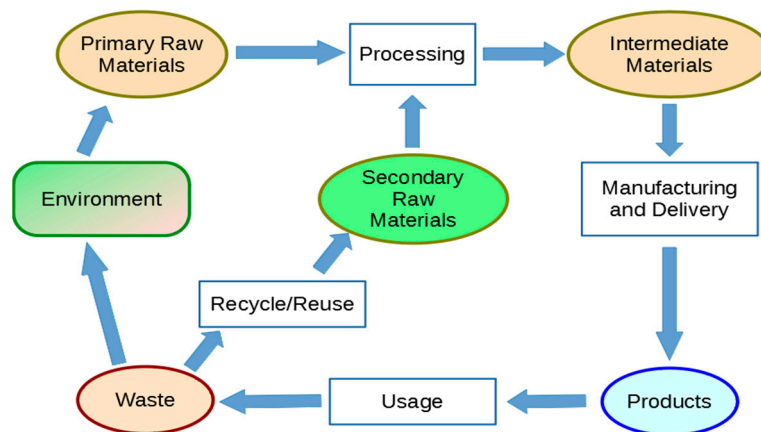 Primary Raw
Materials
Processing
Intermediate
Materials
Environment
Secondary
Raw
Materials
Manufacturing
and Delivery
Recycle/Reuse
Waste
Usage
Products